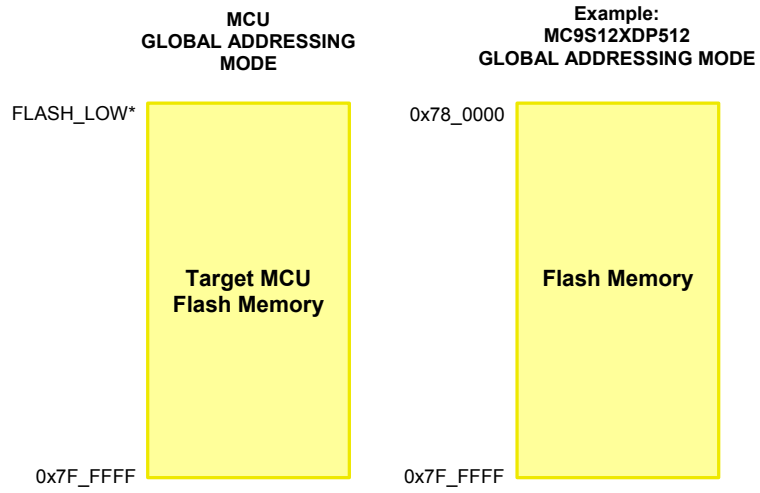 MCU
GLOBAL ADDRESSING
MODE
FLASH_LOW*
Target MCU
Flash Memory
0x7F_FFFF
Example:
MC9S12XDP512
GLOBAL ADDRESSING MODE
0x78_0000
Flash Memory
0x7F_FFFF